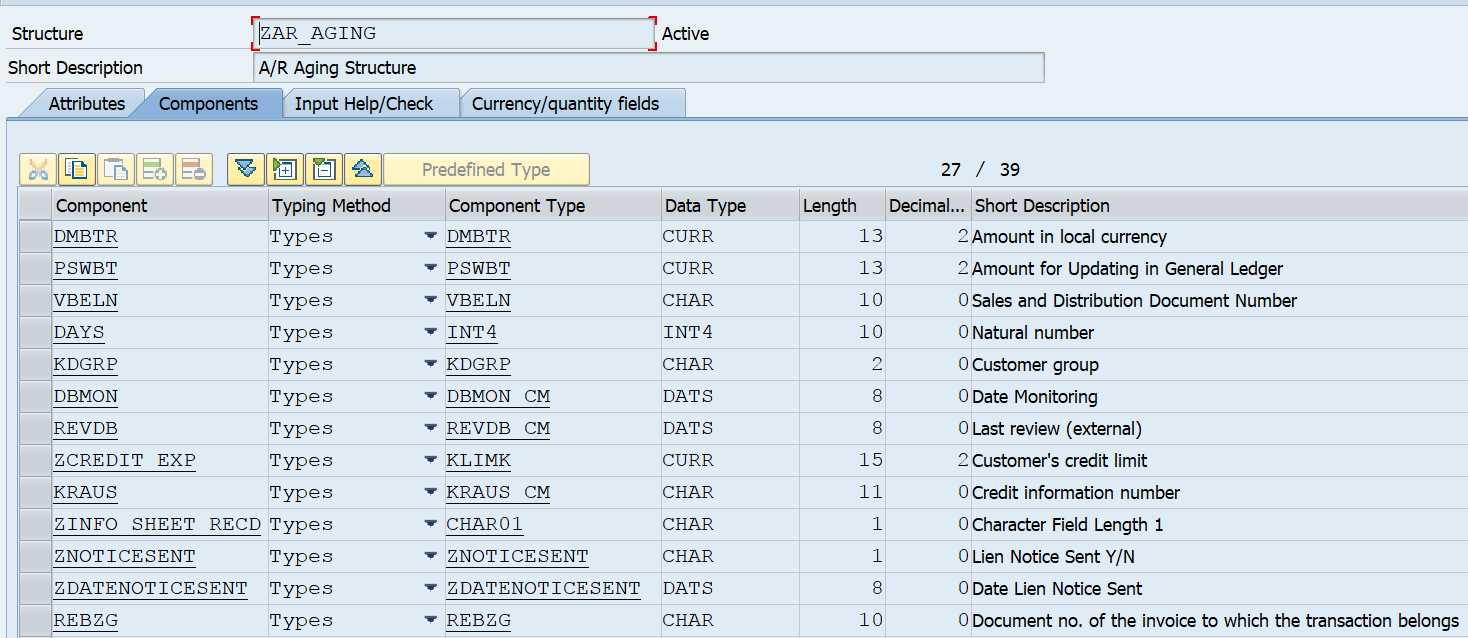 Structure ZAR_AGING Active
Short Description A/R Aging Structure
Attributes Components Input Help/Check Currency/quantity fields
Predefined Type 27 / 39
Component Typing Method Component Type Data Type Length Decimal... Short Description
DMBTR Types DMBTR CURR 13 2 Amount in local currency
PSWBT Types PSWBT CURR 13 2 Amount for Updating in General Ledger
VBELN Types VBELN CHAR 10 0 Sales and Distribution Document Number
DAYS Types INT4 INT4 10 0 Natural number
KDGRP Types KDGRP CHAR 2 0 Customer group
DBMON Types DBMON_CM DATS 8 0 Date Monitoring
REVDB Types REVDB_CM DATS 8 0 Last review (external)
ZCREDIT_EXP Types KLIMK CURR 15 2 Customer's credit limit
KRAUS Types KRAUS_CM CHAR 11 0 Credit information number
ZINFO_SHEET_RECD Types CHAR01 CHAR 1 0 Character Field Length 1
ZNOTICESENT Types ZNOTICESENT CHAR 1 0 Lien Notice Sent Y/N
ZDATENOTICESENT Types ZDATENOTICESENT DATS 8 0 Date Lien Notice Sent
REBZG Types REBZG CHAR 10 0 Document no. of the invoice to which the transaction belongs